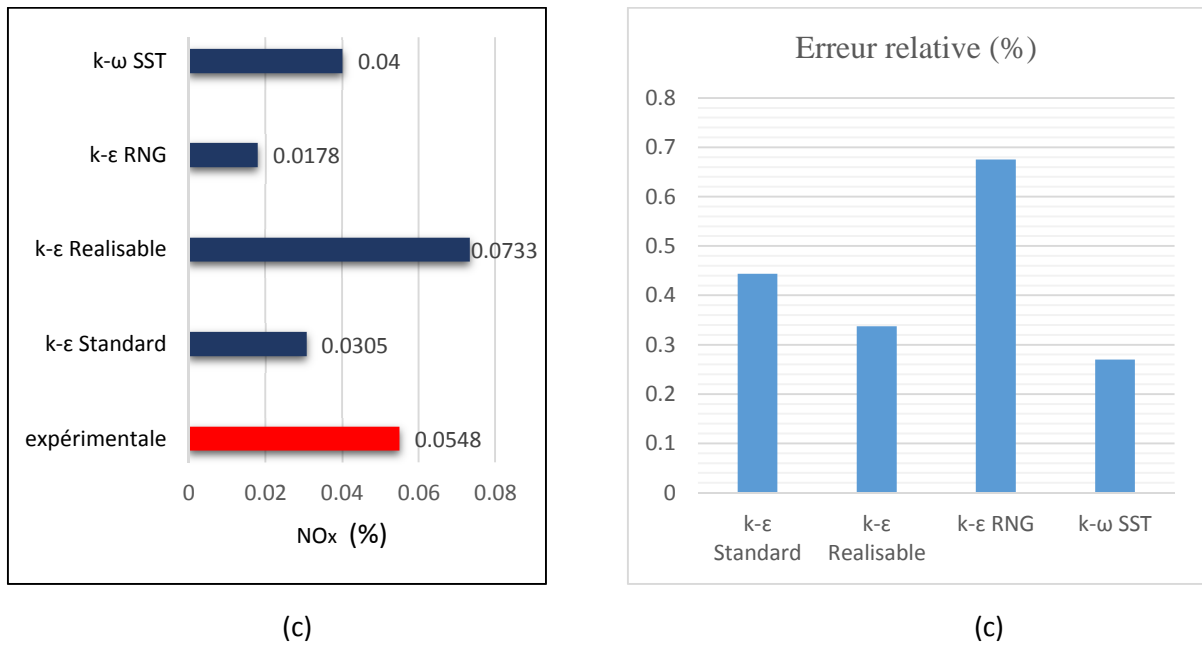 k-ω SST
0.04
k-ε RNG
0.0178
k-ε Realisable
0.0733
k-ε Standard
0.0305
expérimentale
0.0548
0 0.02 0.04 0.06 0.08
NOx (%)
(c)
Erreur relative (%)
0.8
0.7
0.6
0.5
0.4
0.3
0.2
0.1
0
k-ε
Standard
k-ε
Realisable
k-ε RNG
k-ω SST
(c)